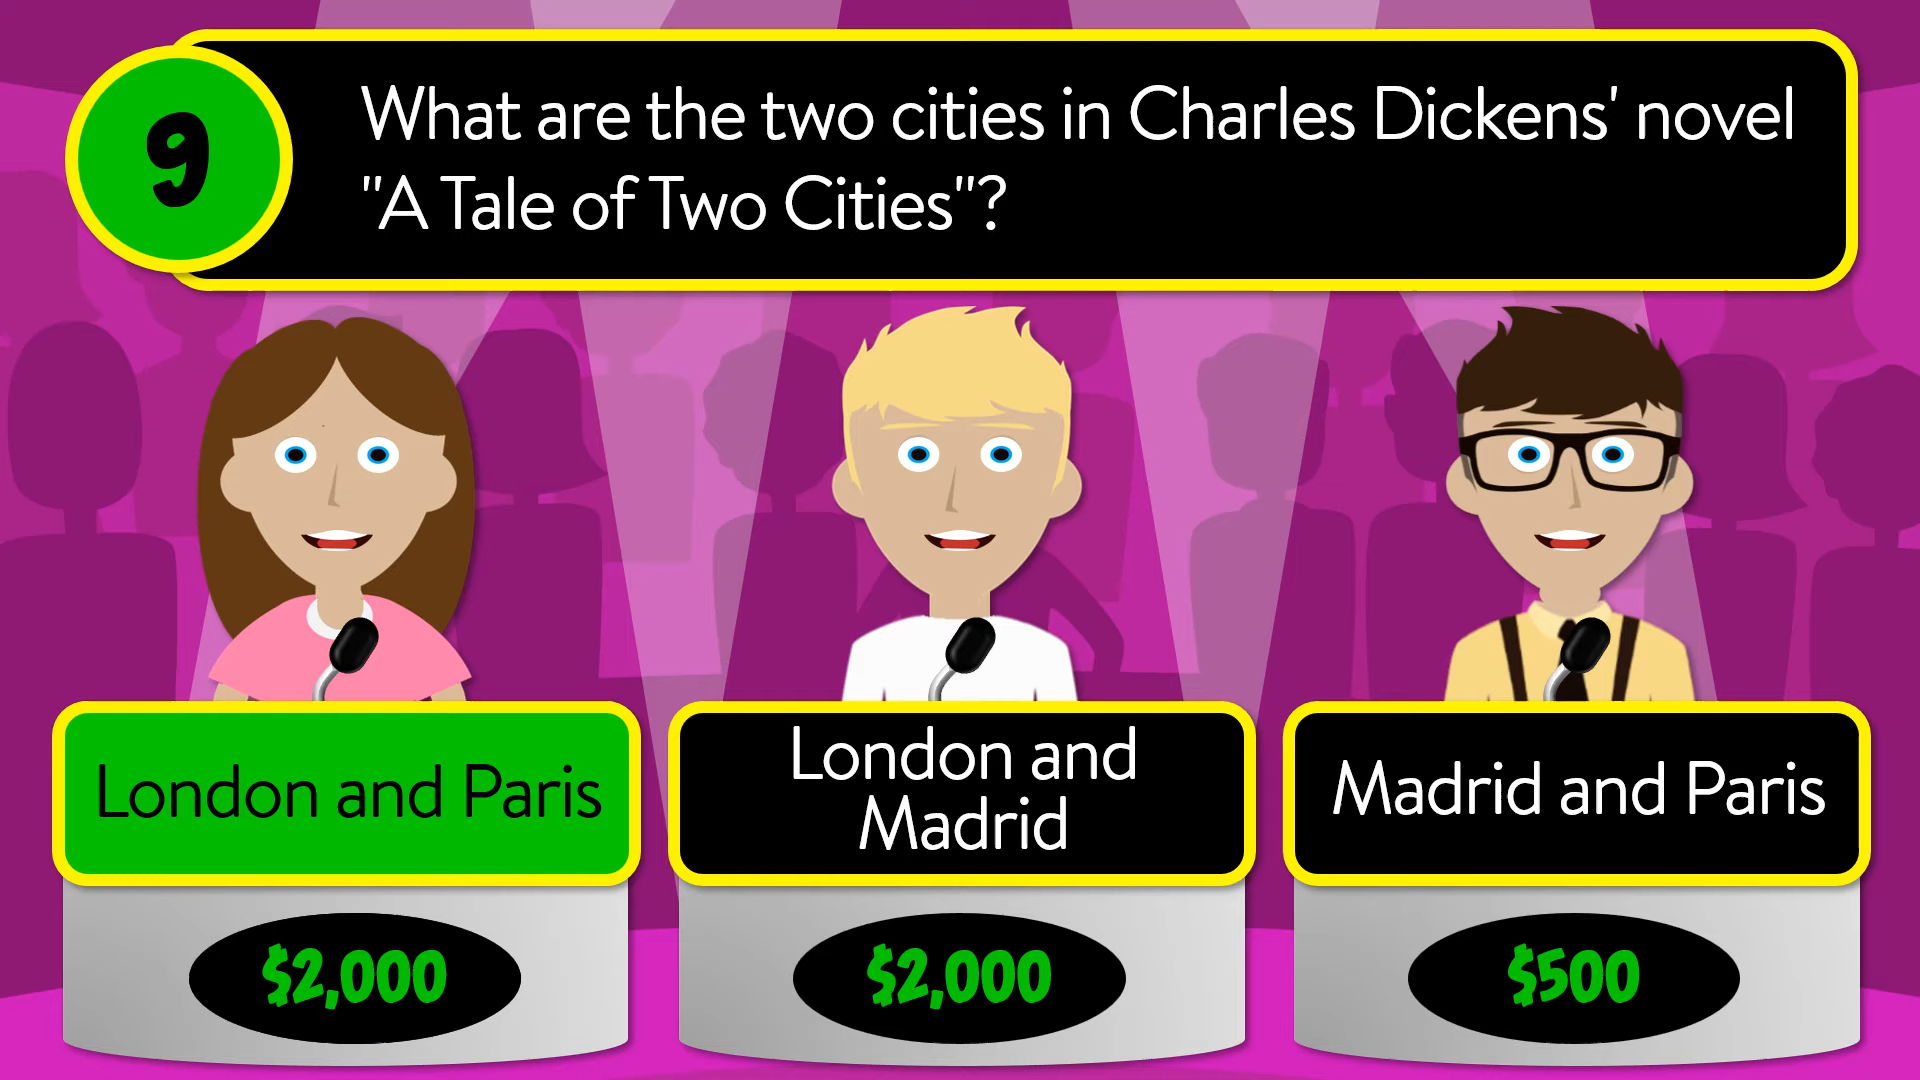 9
What are the two cities in Charles Dickens' novel
"A Tale of Two Cities"?
London and Paris
London and
Madrid
Madrid and Paris
$2,000
$2,000
$500